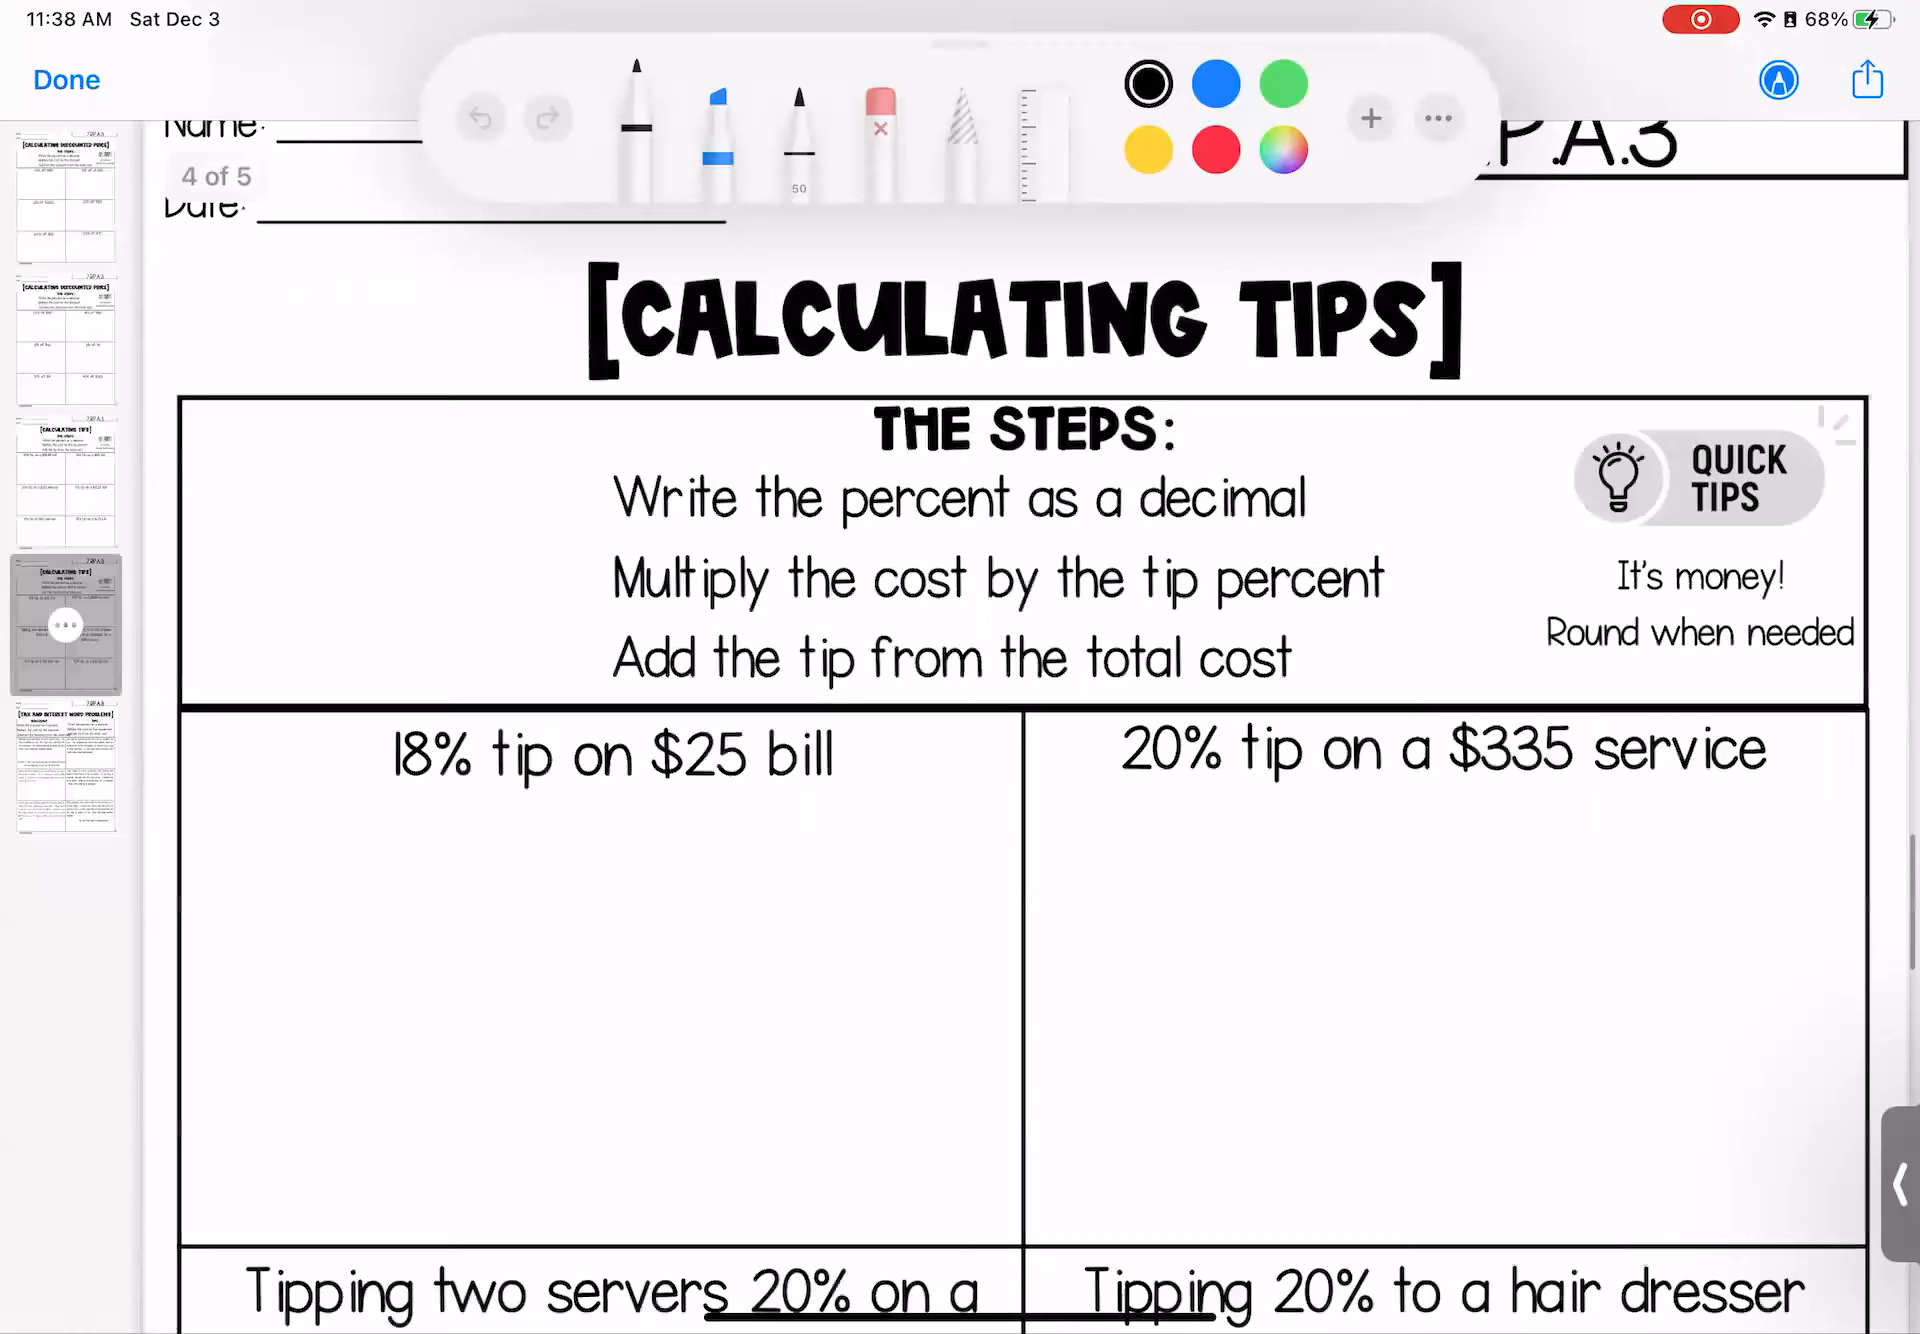 11:38 AM Sat Dec 3
68%
Done
50
Name:
P.A.3
4 of 5
Date:
[CALCULATING TIPS]
THE STEPS:
Write the percent as a decimal
Multiply the cost by the tip percent
Add the tip from the total cost
QUICK
TIPS
It's money!
Round when needed
18% tip on $25 bill
20% tip on a $335 service
Tipping two servers 20% on a
Tipping 20% to a hair dresser